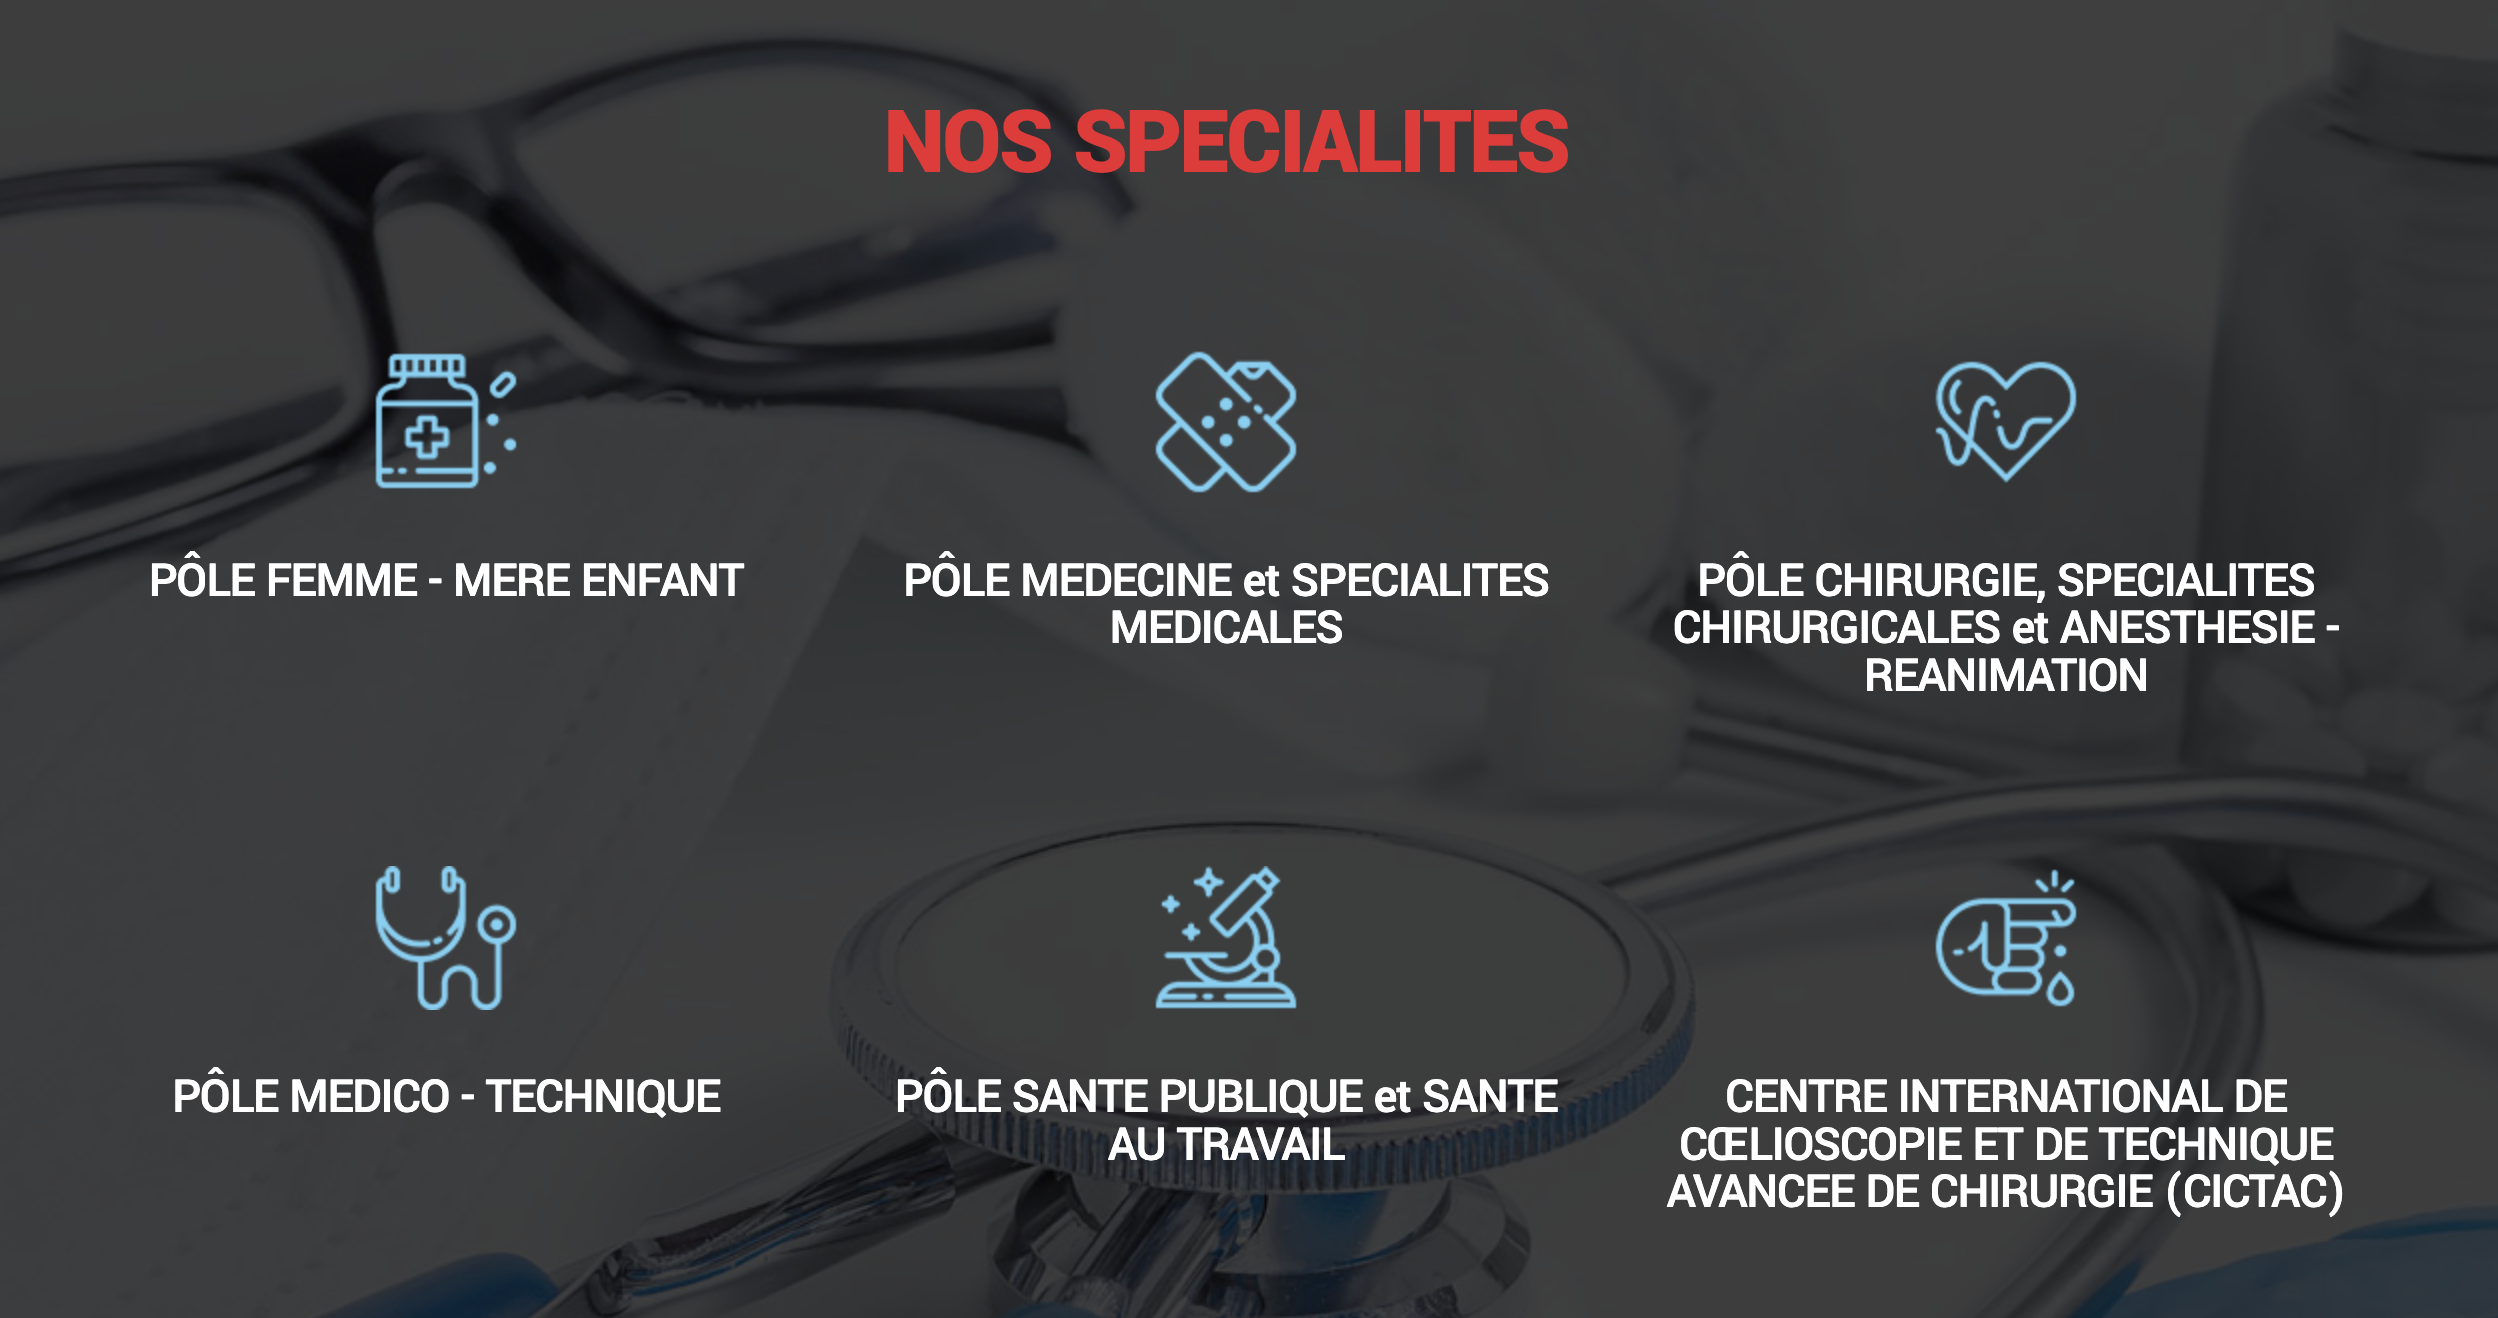 NOS SPECIALITES
PÔLE FEMME - MERE ENFANT
PÔLE MEDECINE et SPECIALITES
MEDICALES
PÔLE CHIRURGIE, SPECIALITES
CHIRURGICALES et ANESTHESIE -
REANIMATION
PÔLE MEDICO - TECHNIQUE
PÔLE SANTE PUBLIQUE et SANTE
AU TRAVAIL
CENTRE INTERNATIONAL DE
CŒLIOSCOPIE ET DE TECHNIQUE
AVANCEE DE CHIRURGIE (CICTAC)